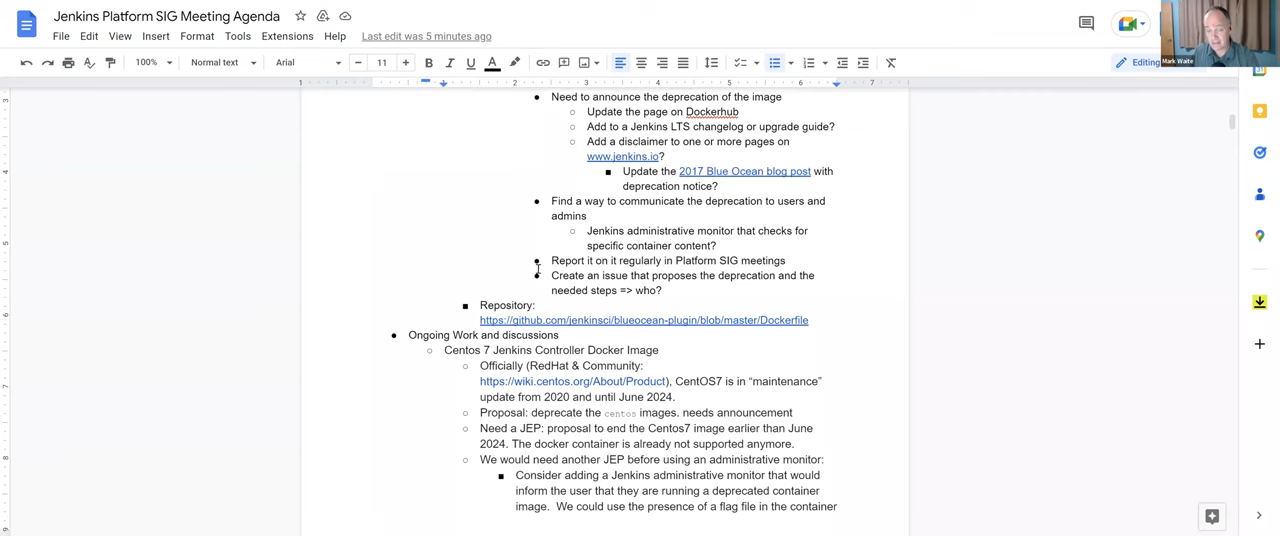 Jenkins Platform SIG Meeting Agenda
File Edit View Insert Format Tools Extensions Help Last edit was 5 minutes ago
100% Normal text Arial 11 B I U A Editing
Mark Waite
1 1 2 3 4 5 6 7
Need to announce the deprecation of the image
Update the page on Dockerhub
Add to a Jenkins LTS changelog or upgrade guide?
Add a disclaimer to one or more pages on
www.jenkins.io?
Update the 2017 Blue Ocean blog post with
deprecation notice?
Find a way to communicate the deprecation to users and
admins
Jenkins administrative monitor that checks for
specific container content?
Report it on it regularly in Platform SIG meetings
Create an issue that proposes the deprecation and the
needed steps => who?
Repository:
https://github.com/jenkinsci/blueocean-plugin/blob/master/Dockerfile
Ongoing Work and discussions
Centos 7 Jenkins Controller Docker Image
Officially (RedHat & Community:
https://wiki.centos.org/About/Product), CentOS7 is in “maintenance”
update from 2020 and until June 2024.
Proposal: deprecate the centos images. needs announcement
Need a JEP: proposal to end the Centos7 image earlier than June
2024. The docker container is already not supported anymore.
We would need another JEP before using an administrative monitor:
Consider adding a Jenkins administrative monitor that would
inform the user that they are running a deprecated container
image. We could use the presence of a flag file in the container